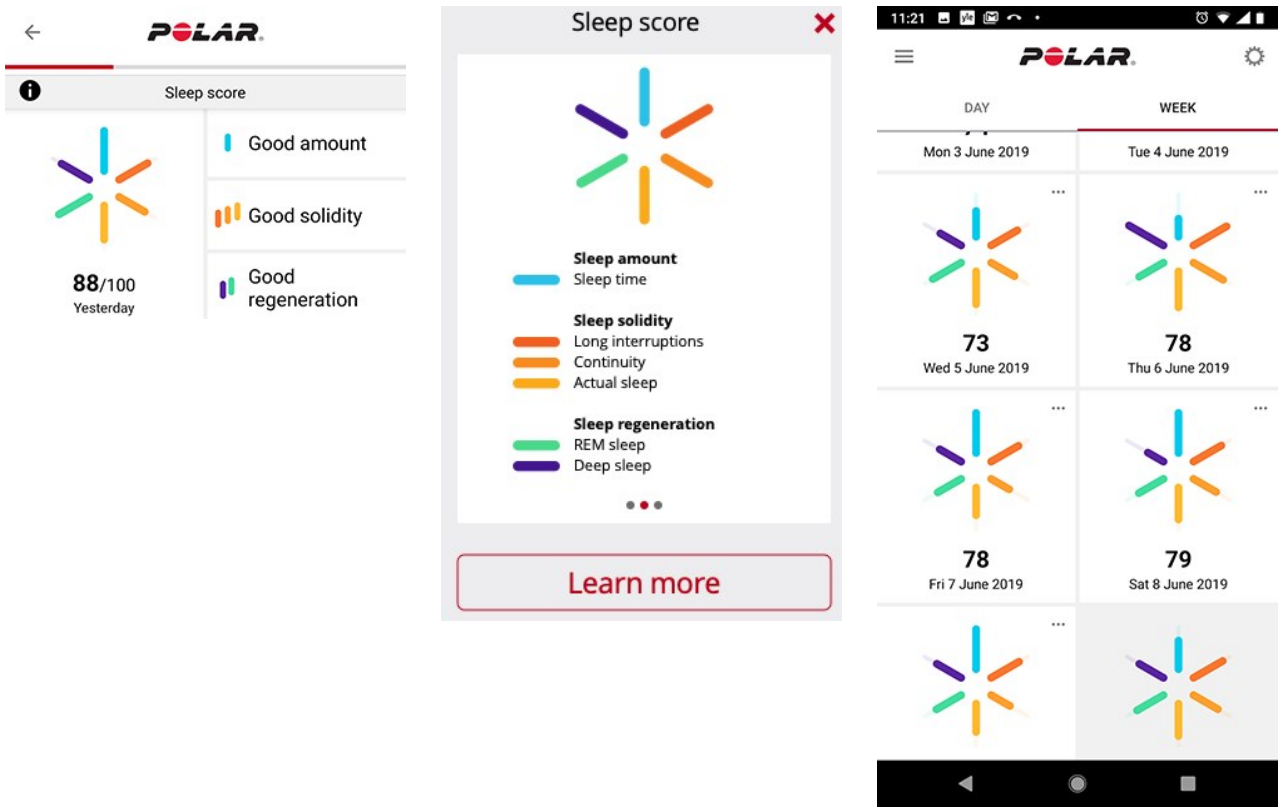 POLAR.
Sleep score
Good amount
Good solidity
Good
regeneration
88/100
Yesterday
Sleep score
Sleep amount
Sleep time
Sleep solidity
Long interruptions
Continuity
Actual sleep
Sleep regeneration
REM sleep
Deep sleep
Learn more
11:21
yle
POLAR.
DAY
WEEK
Mon 3 June 2019
Tue 4 June 2019
73
Wed 5 June 2019
78
Thu 6 June 2019
78
Fri 7 June 2019
79
Sat 8 June 2019